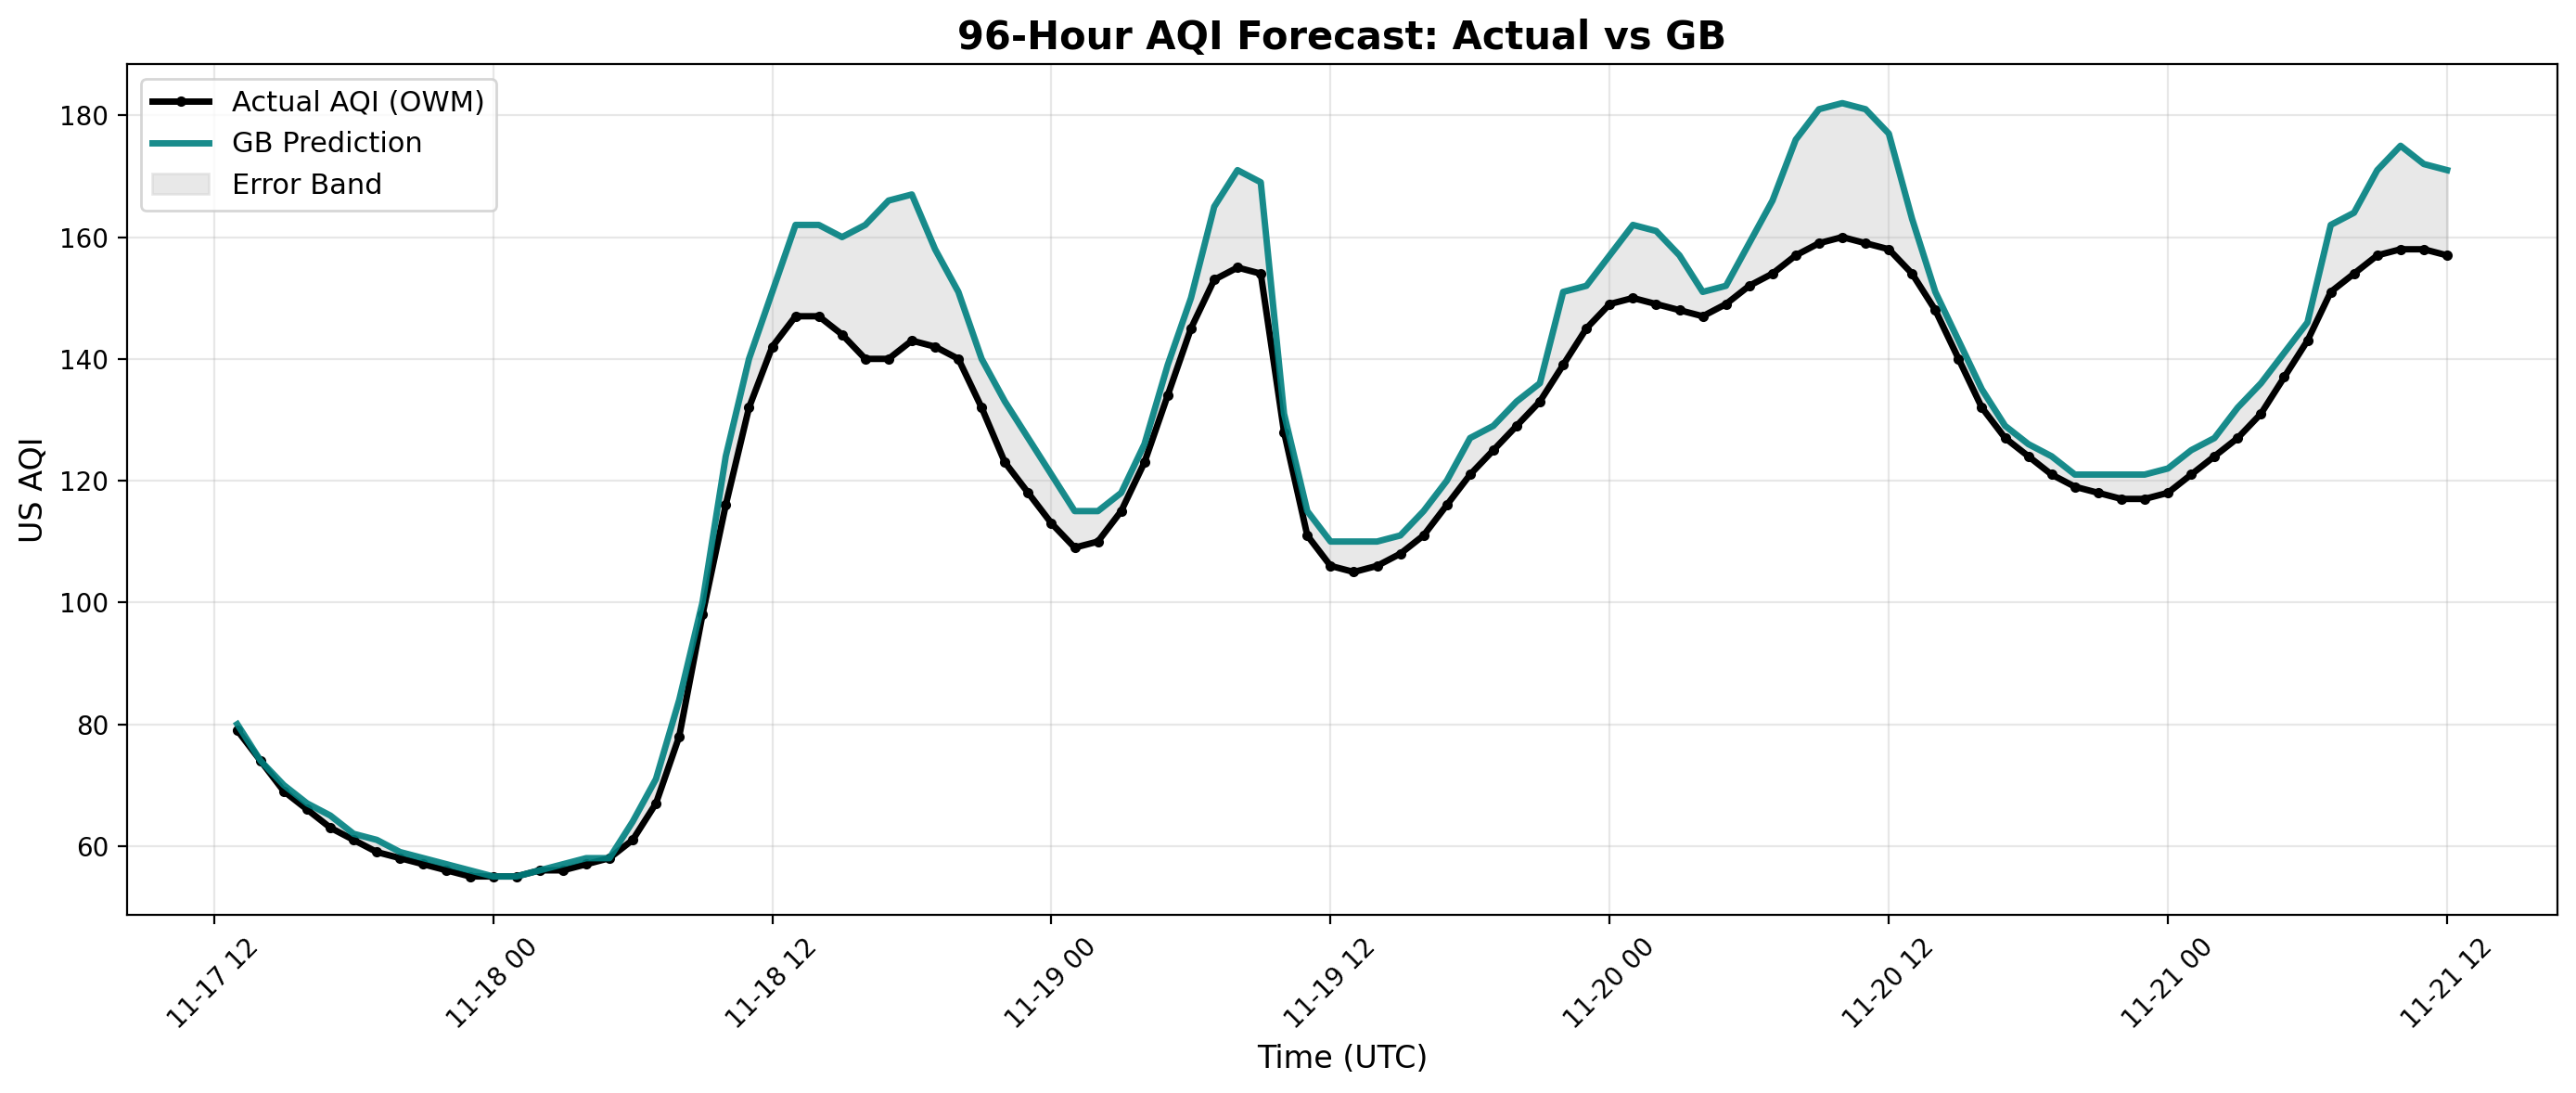 96-Hour AQI Forecast: Actual vs GB
Actual AQI (OWM)
GB Prediction
Error Band
US AQI
180
160
140
120
100
80
60
11-17 12
11-18 00
11-18 12
11-19 00
11-19 12
11-20 00
11-20 12
11-21 00
11-21 12
Time (UTC)